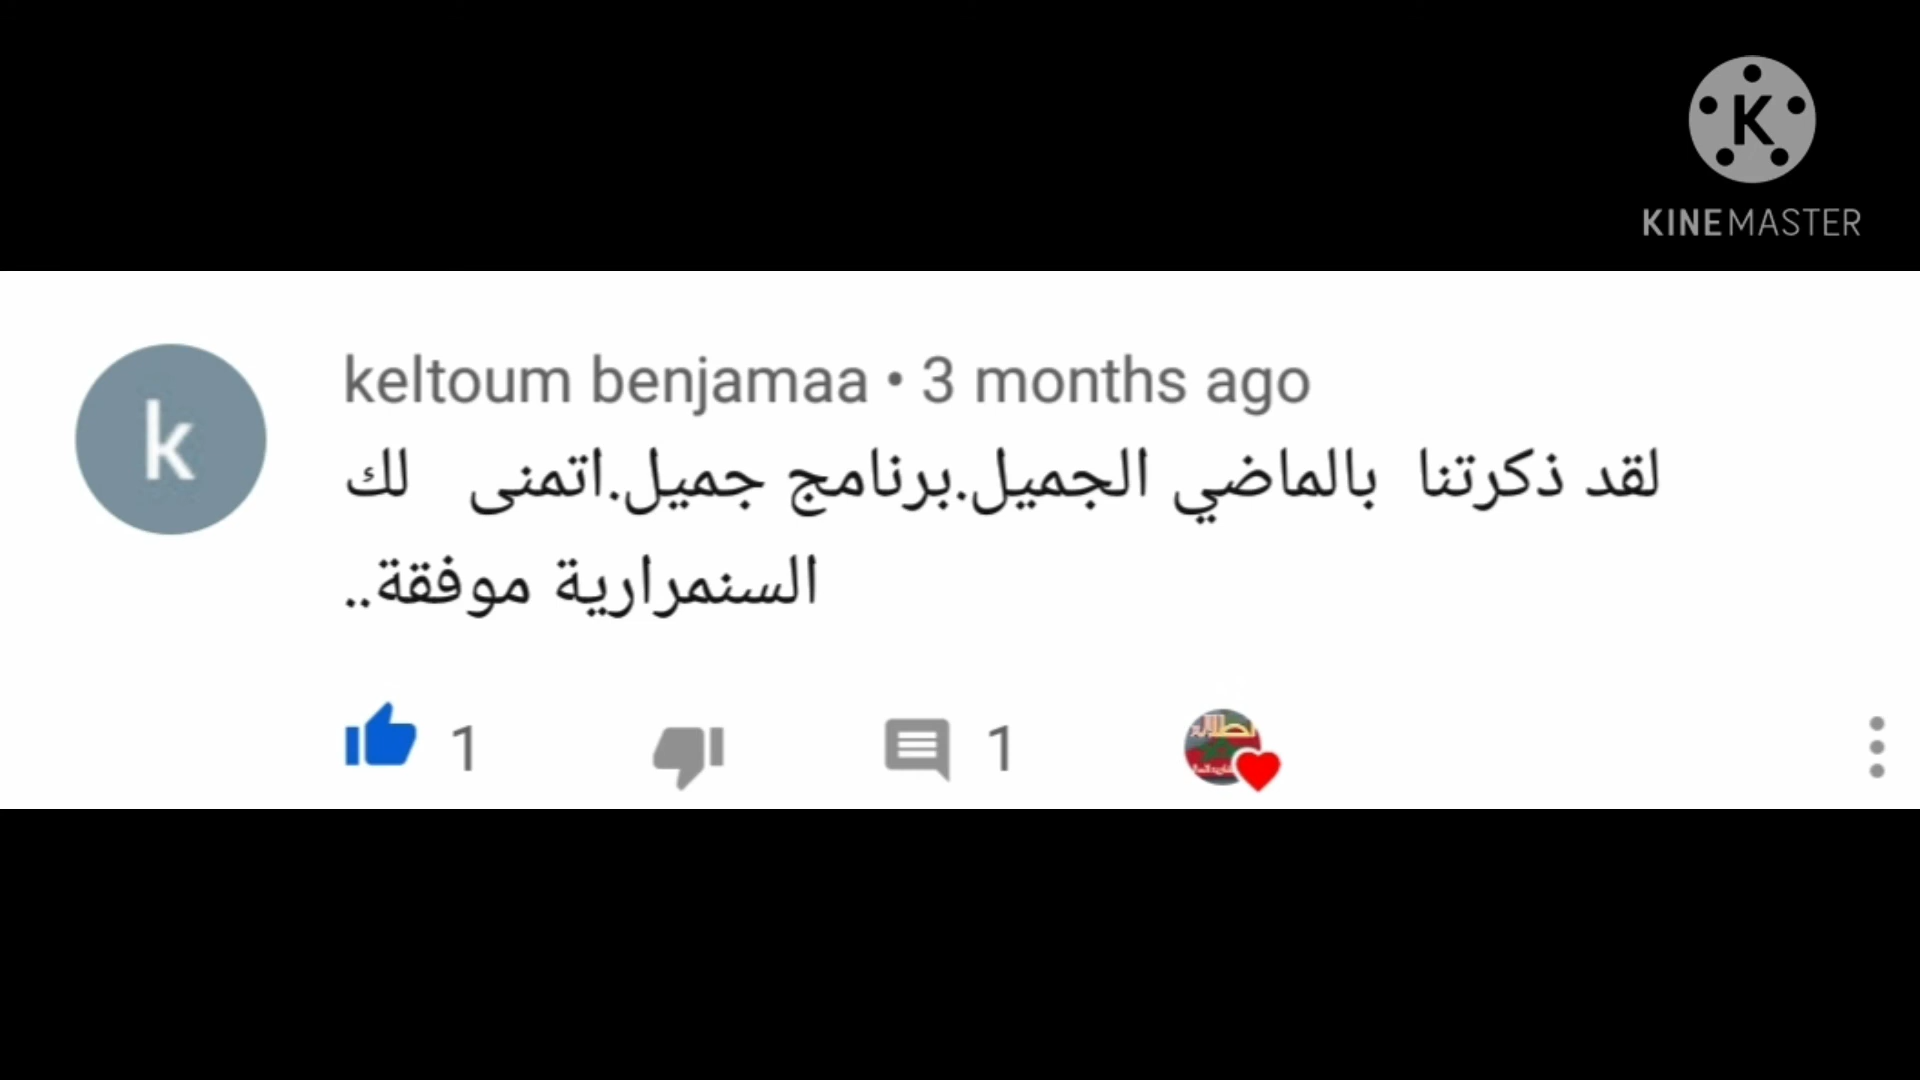 K
KINEMASTER
k
keltoum benjamaa • 3 months ago
لقد ذكرتنا بالماضي الجميل.برنامج جميل.اتمنى لك
السنمرارية موفقة..
1
1